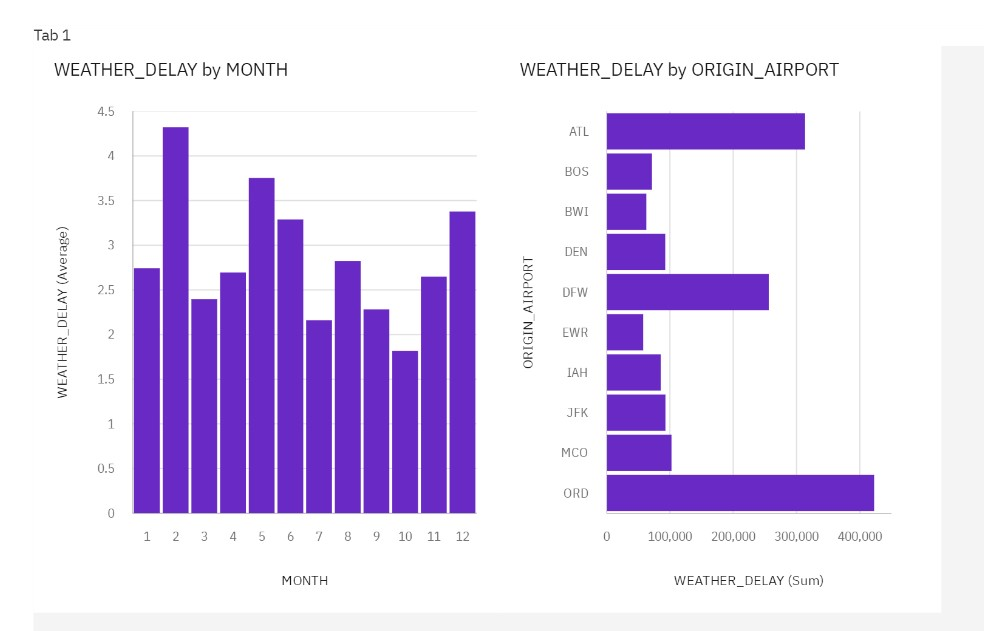 Tab 1
WEATHER_DELAY by MONTH
WEATHER_DELAY (Average)
4.5
4
3.5
3
2.5
2
1.5
1
0.5
0
1 2 3 4 5 6 7 8 9 10 11 12
MONTH
WEATHER_DELAY by ORIGIN_AIRPORT
ORIGIN_AIRPORT
ATL
BOS
BWI
DEN
DFW
EWR
IAH
JFK
MCO
ORD
0 100,000 200,000 300,000 400,000
WEATHER_DELAY (Sum)